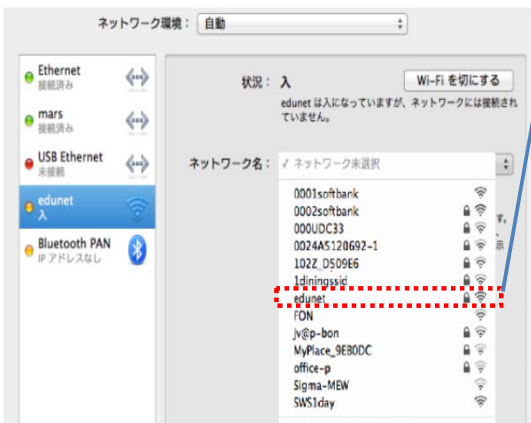 ネットワーク環境： 自動
Ethernet
接続済み
mars
接続済み
USB Ethernet
未接続
edunet
入
Bluetooth PAN
IP アドレスなし
状況： 入
Wi-Fi を切にする
edunet は入になっていますが、ネットワークには接続され
ていません。
ネットワーク名： ✓ ネットワーク未選択
0001softbank
0002softbank
000UDC33
0024A5120692-1
102Z_DS09E6
1diningssid
edunet
FON
jv@p-bon
MyPlace_9EB0DC
office-p
Sigma-MEW
SWS1day
す。
示